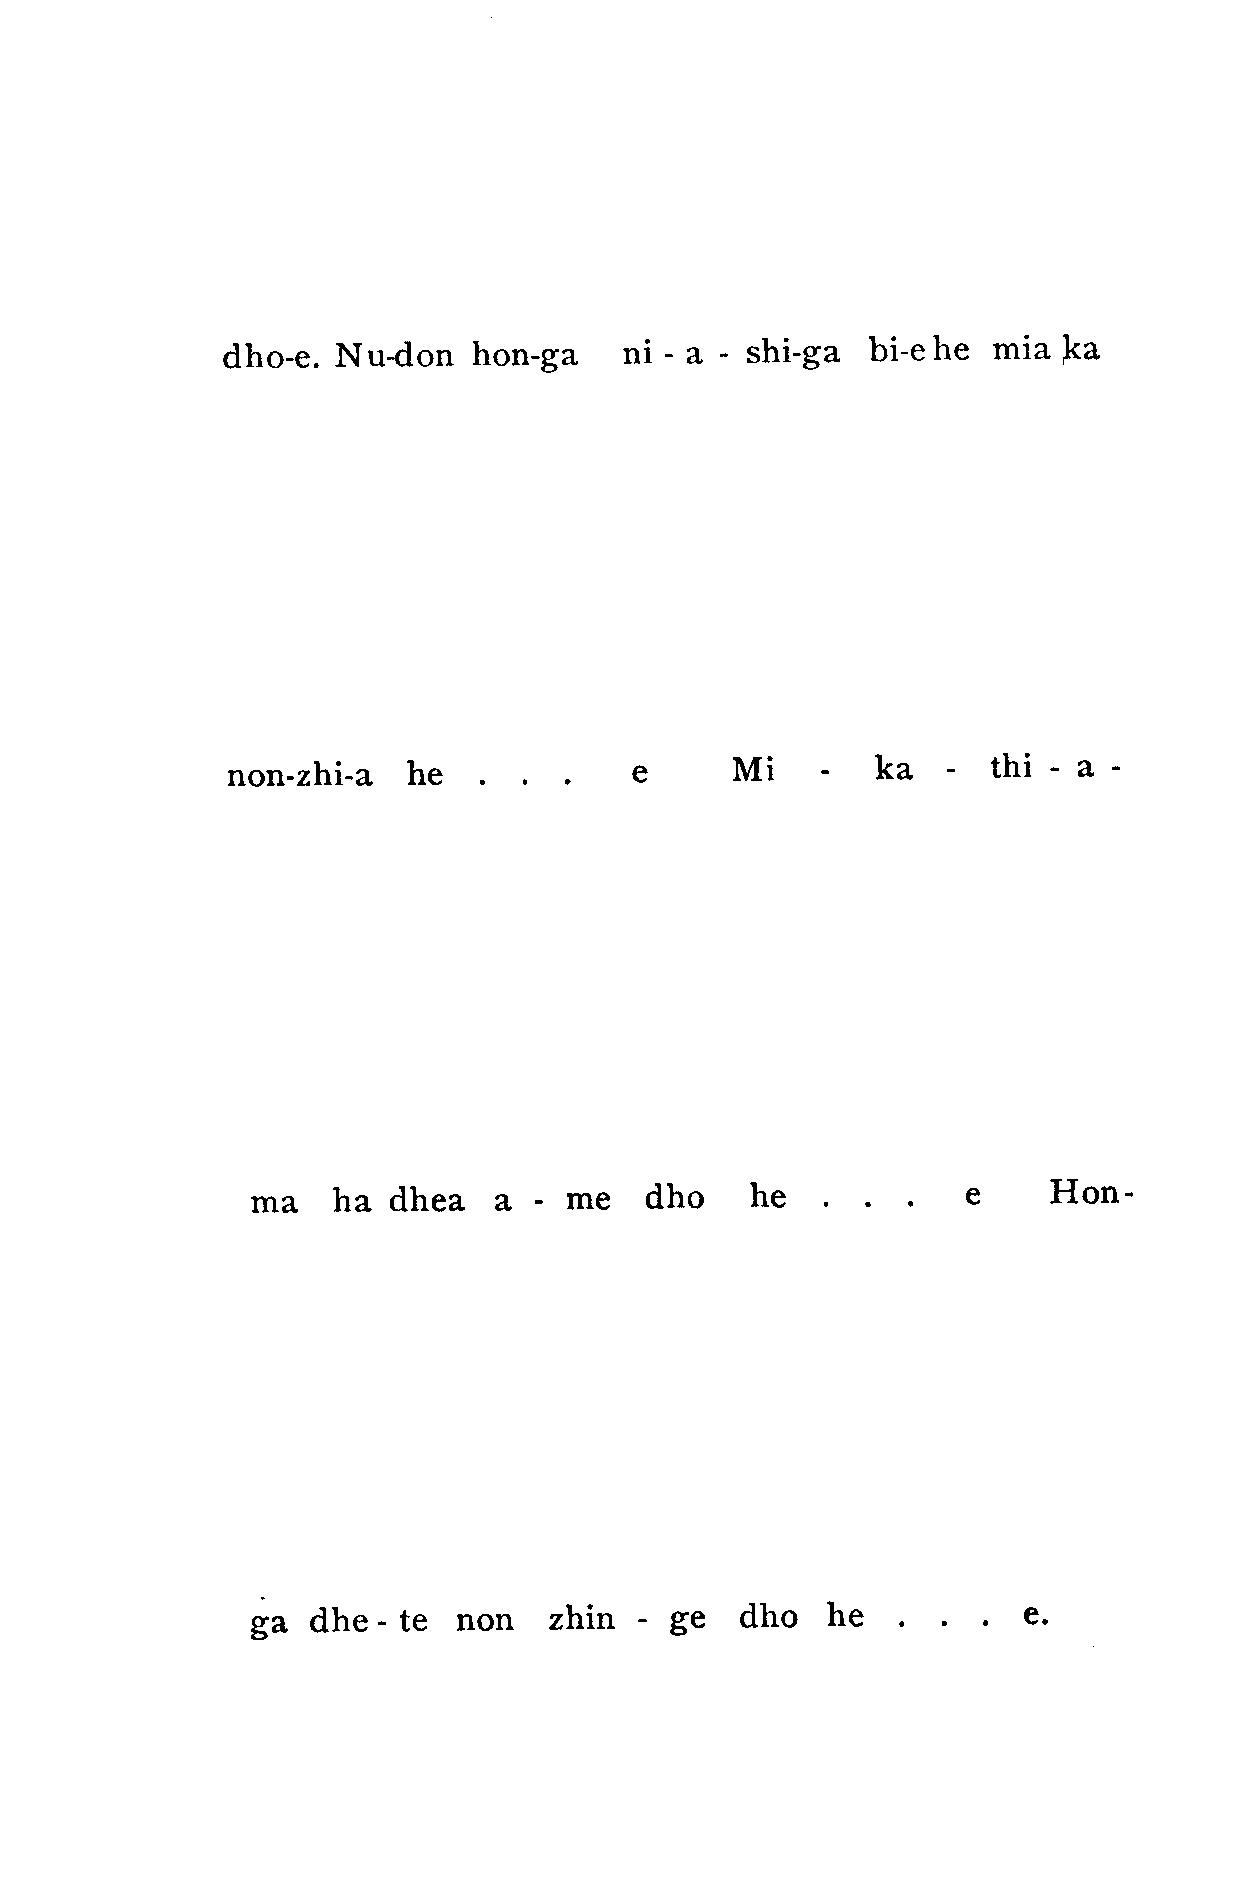 dho-e. Nu-don hon-ga ni - a - shi-ga bi-e he mia ka
non-zhi-a he . . . e Mi - ka - thi - a -
ma ha dhea a - me dho he . . . e Hon-
ga dhe - te non zhin - ge dho he . . . e.